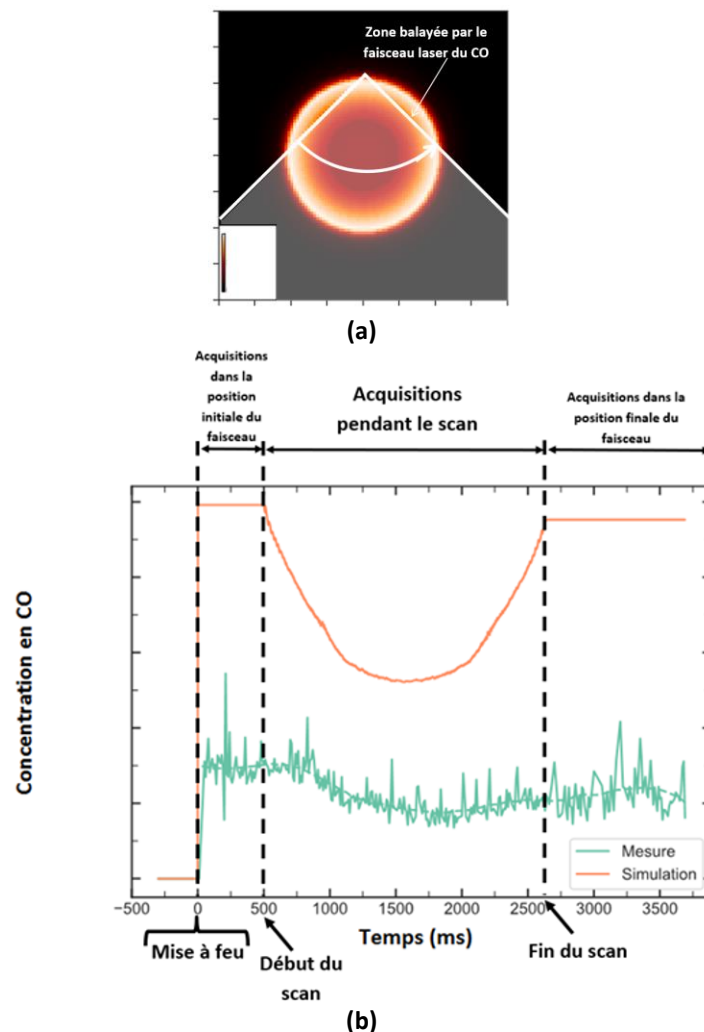 Zone balayée par le
faisceau laser du CO
(a)
Acquisitions
dans la
position
initiale du
faisceau
Acquisitions
pendant le scan
Acquisitions dans la
position finale du
faisceau
Concentration en CO
Mesure
Simulation
−500 0 500 1000 1500 2000 2500 3000 3500
Temps (ms)
Mise à feu
Début du
scan
Fin du scan
(b)